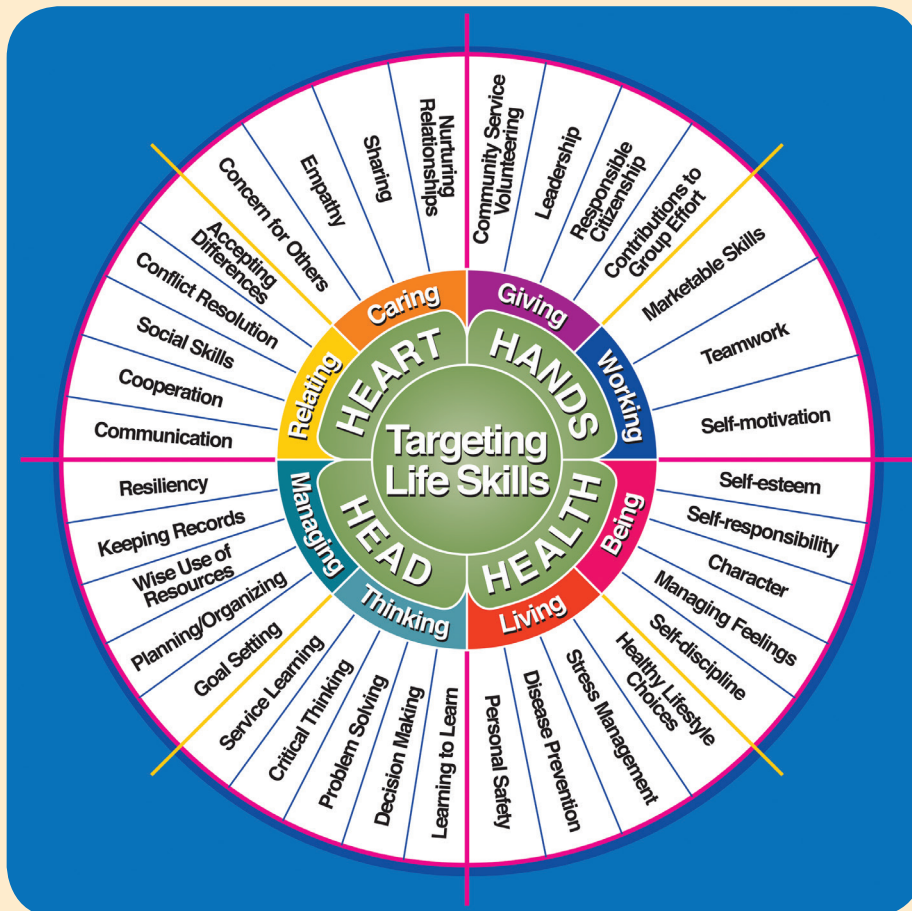 Targeting
Life Skills
HEART
HANDS
HEALTH
HEAD
Caring
Giving
Working
Being
Living
Thinking
Managing
Relating
Nurturing
Relationships
Community Service
Volunteering
Leadership
Responsible
Citizenship
Contributions to
Group Effort
Marketable Skills
Teamwork
Self-motivation
Self-esteem
Self-responsibility
Character
Managing Feelings
Self-discipline
Healthy Lifestyle
Choices
Stress Management
Disease Prevention
Personal Safety
Learning to Learn
Decision Making
Problem Solving
Critical Thinking
Service Learning
Goal Setting
Planning/Organizing
Wise Use of
Resources
Keeping Records
Resiliency
Communication
Cooperation
Social Skills
Conflict Resolution
Accepting
Differences
Concern for Others
Empathy
Sharing